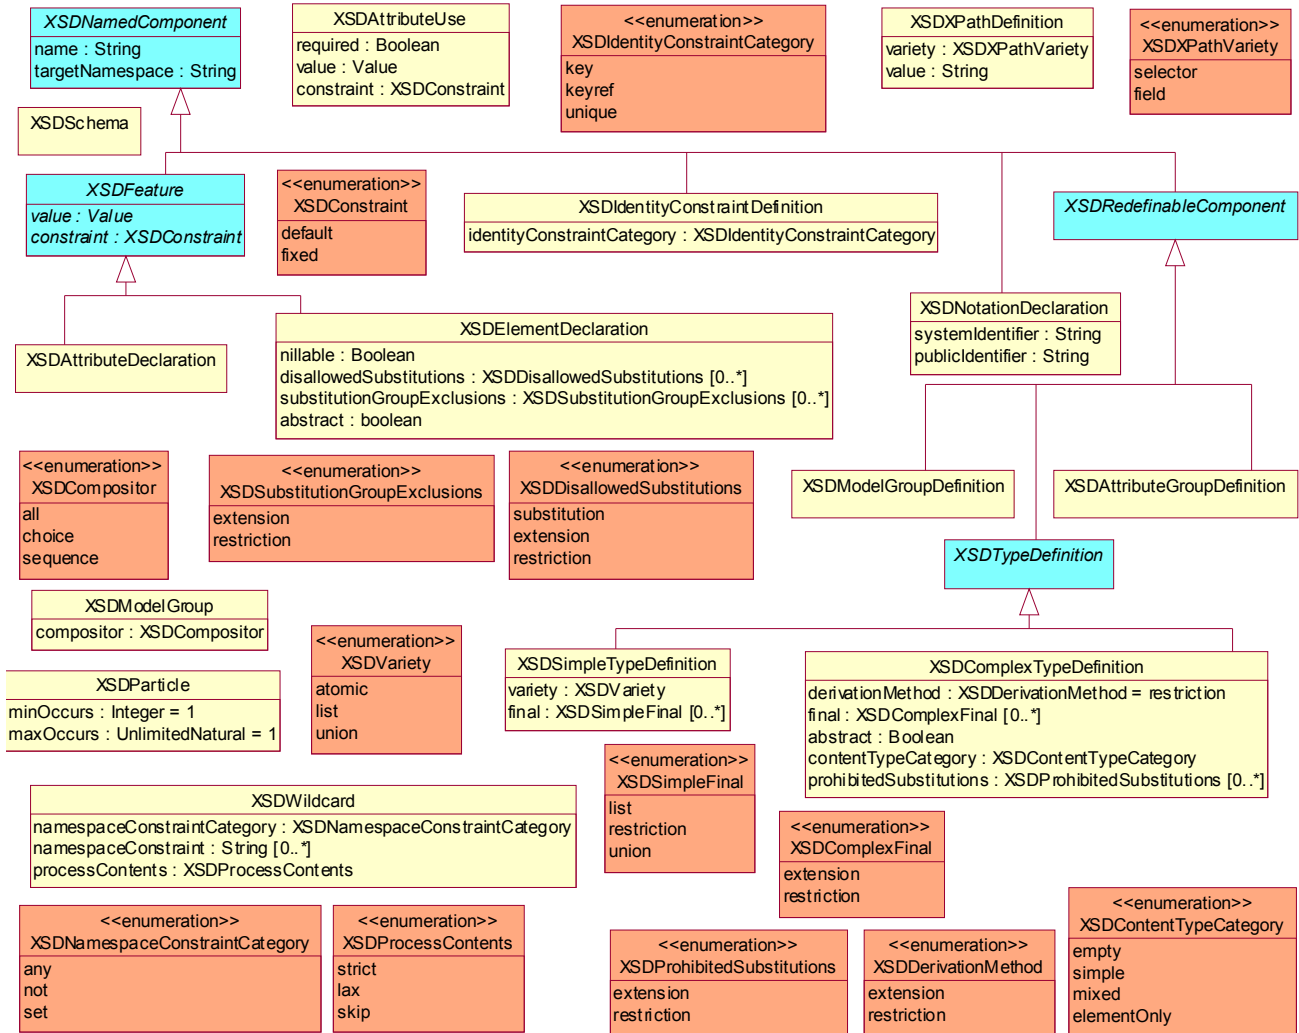 XSDNamedComponent
name : String
targetNamespace : String
XSDAttributeUse
required : Boolean
value : Value
constraint : XSDConstraint
<<enumeration>>
XSDIdentityConstraintCategory
key
keyref
unique
XSDXPathDefinition
variety : XSDXPathVariety
value : String
<<enumeration>>
XSDXPathVariety
selector
field
XSDSchema
XSDFeature
value : Value
constraint : XSDConstraint
<<enumeration>>
XSDConstraint
default
fixed
XSDIdentityConstraintDefinition
identityConstraintCategory : XSDIdentityConstraintCategory
XSDRedefinableComponent
XSDNotationDeclaration
systemIdentifier : String
publicIdentifier : String
XSDAttributeDeclaration
XSDElementDeclaration
nillable : Boolean
disallowedSubstitutions : XSDDisallowedSubstitutions [0..*]
substitutionGroupExclusions : XSDSubstitutionGroupExclusions [0..*]
abstract : boolean
<<enumeration>>
XSDCompositor
all
choice
sequence
<<enumeration>>
XSDSubstitutionGroupExclusions
extension
restriction
<<enumeration>>
XSDDisallowedSubstitutions
substitution
extension
restriction
XSDModelGroupDefinition
XSDAttributeGroupDefinition
XSDTypeDefinition
XSDModelGroup
compositor : XSDCompositor
<<enumeration>>
XSDVariety
atomic
list
union
XSDSimpleTypeDefinition
variety : XSDVariety
final : XSDSimpleFinal [0..*]
XSDComplexTypeDefinition
derivationMethod : XSDDerivationMethod = restriction
final : XSDComplexFinal [0..*]
abstract : Boolean
contentTypeCategory : XSDContentTypeCategory
prohibitedSubstitutions : XSDProhibitedSubstitutions [0..*]
XSDParticle
minOccurs : Integer = 1
maxOccurs : UnlimitedNatural = 1
<<enumeration>>
XSDSimpleFinal
list
restriction
union
XSDWildcard
namespaceConstraintCategory : XSDNamespaceConstraintCategory
namespaceConstraint : String [0..*]
processContents : XSDProcessContents
<<enumeration>>
XSDComplexFinal
extension
restriction
<<enumeration>>
XSDNamespaceConstraintCategory
any
not
set
<<enumeration>>
XSDProcessContents
strict
lax
skip
<<enumeration>>
XSDProhibitedSubstitutions
extension
restriction
<<enumeration>>
XSDDerivationMethod
extension
restriction
<<enumeration>>
XSDContentTypeCategory
empty
simple
mixed
elementOnly